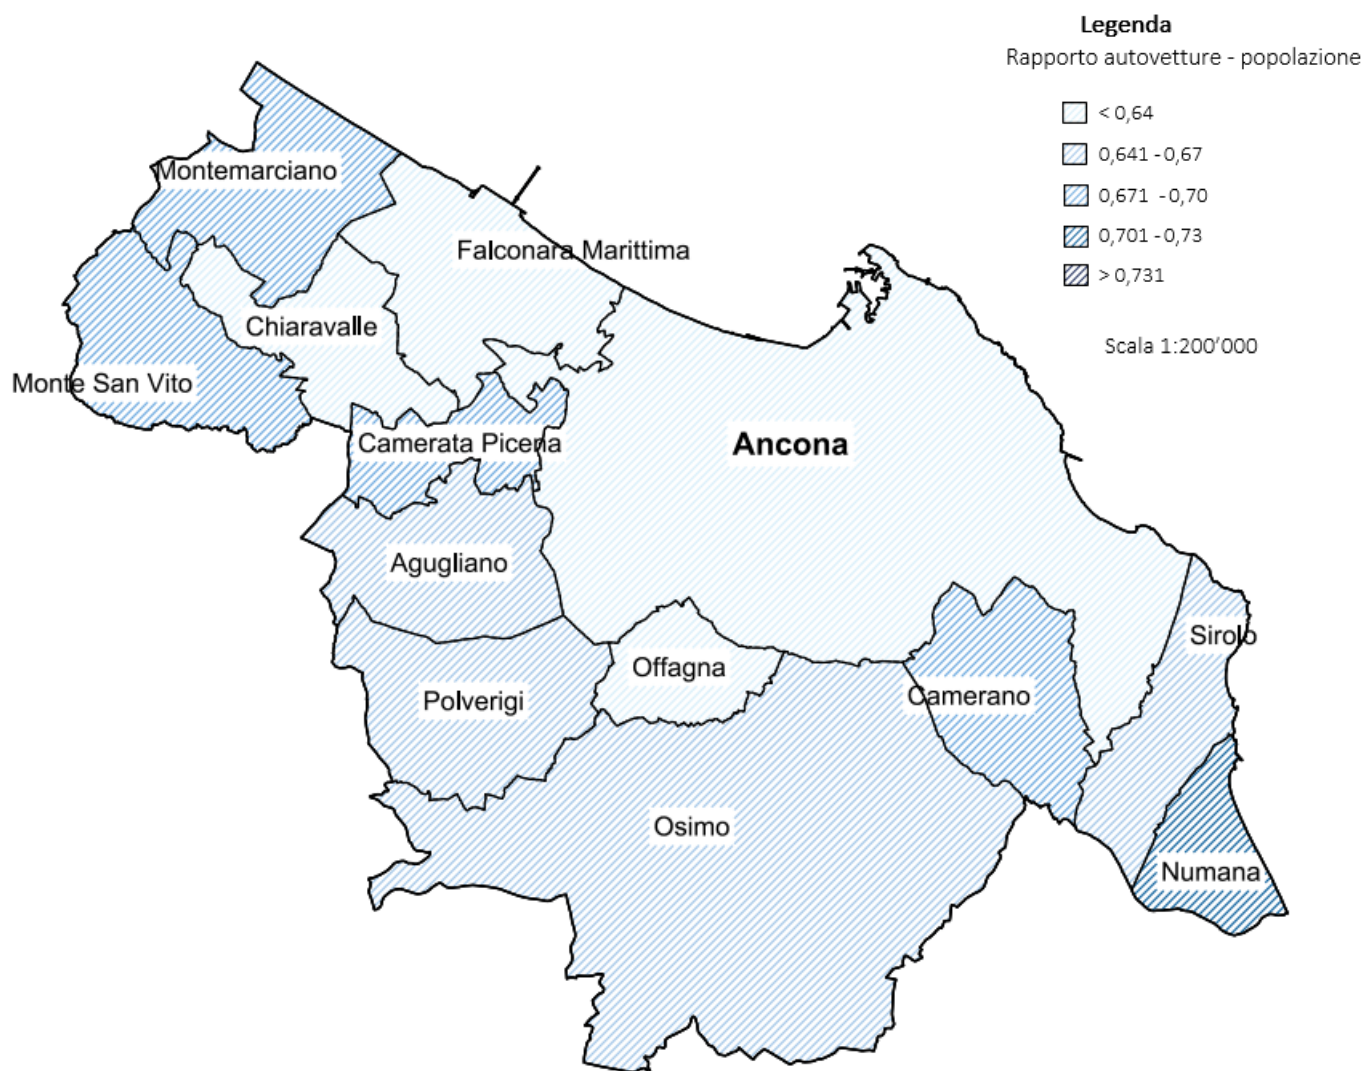 Legenda
Rapporto autovetture - popolazione
< 0,64
0,641 - 0,67
0,671 - 0,70
0,701 - 0,73
> 0,731
Scala 1:200'000
Montemarciano
Falconara Marittima
Chiaravalle
Monte San Vito
Camerata Picena
Ancona
Agugliano
Sirolo
Offagna
Polverigi
Camerano
Osimo
Numana